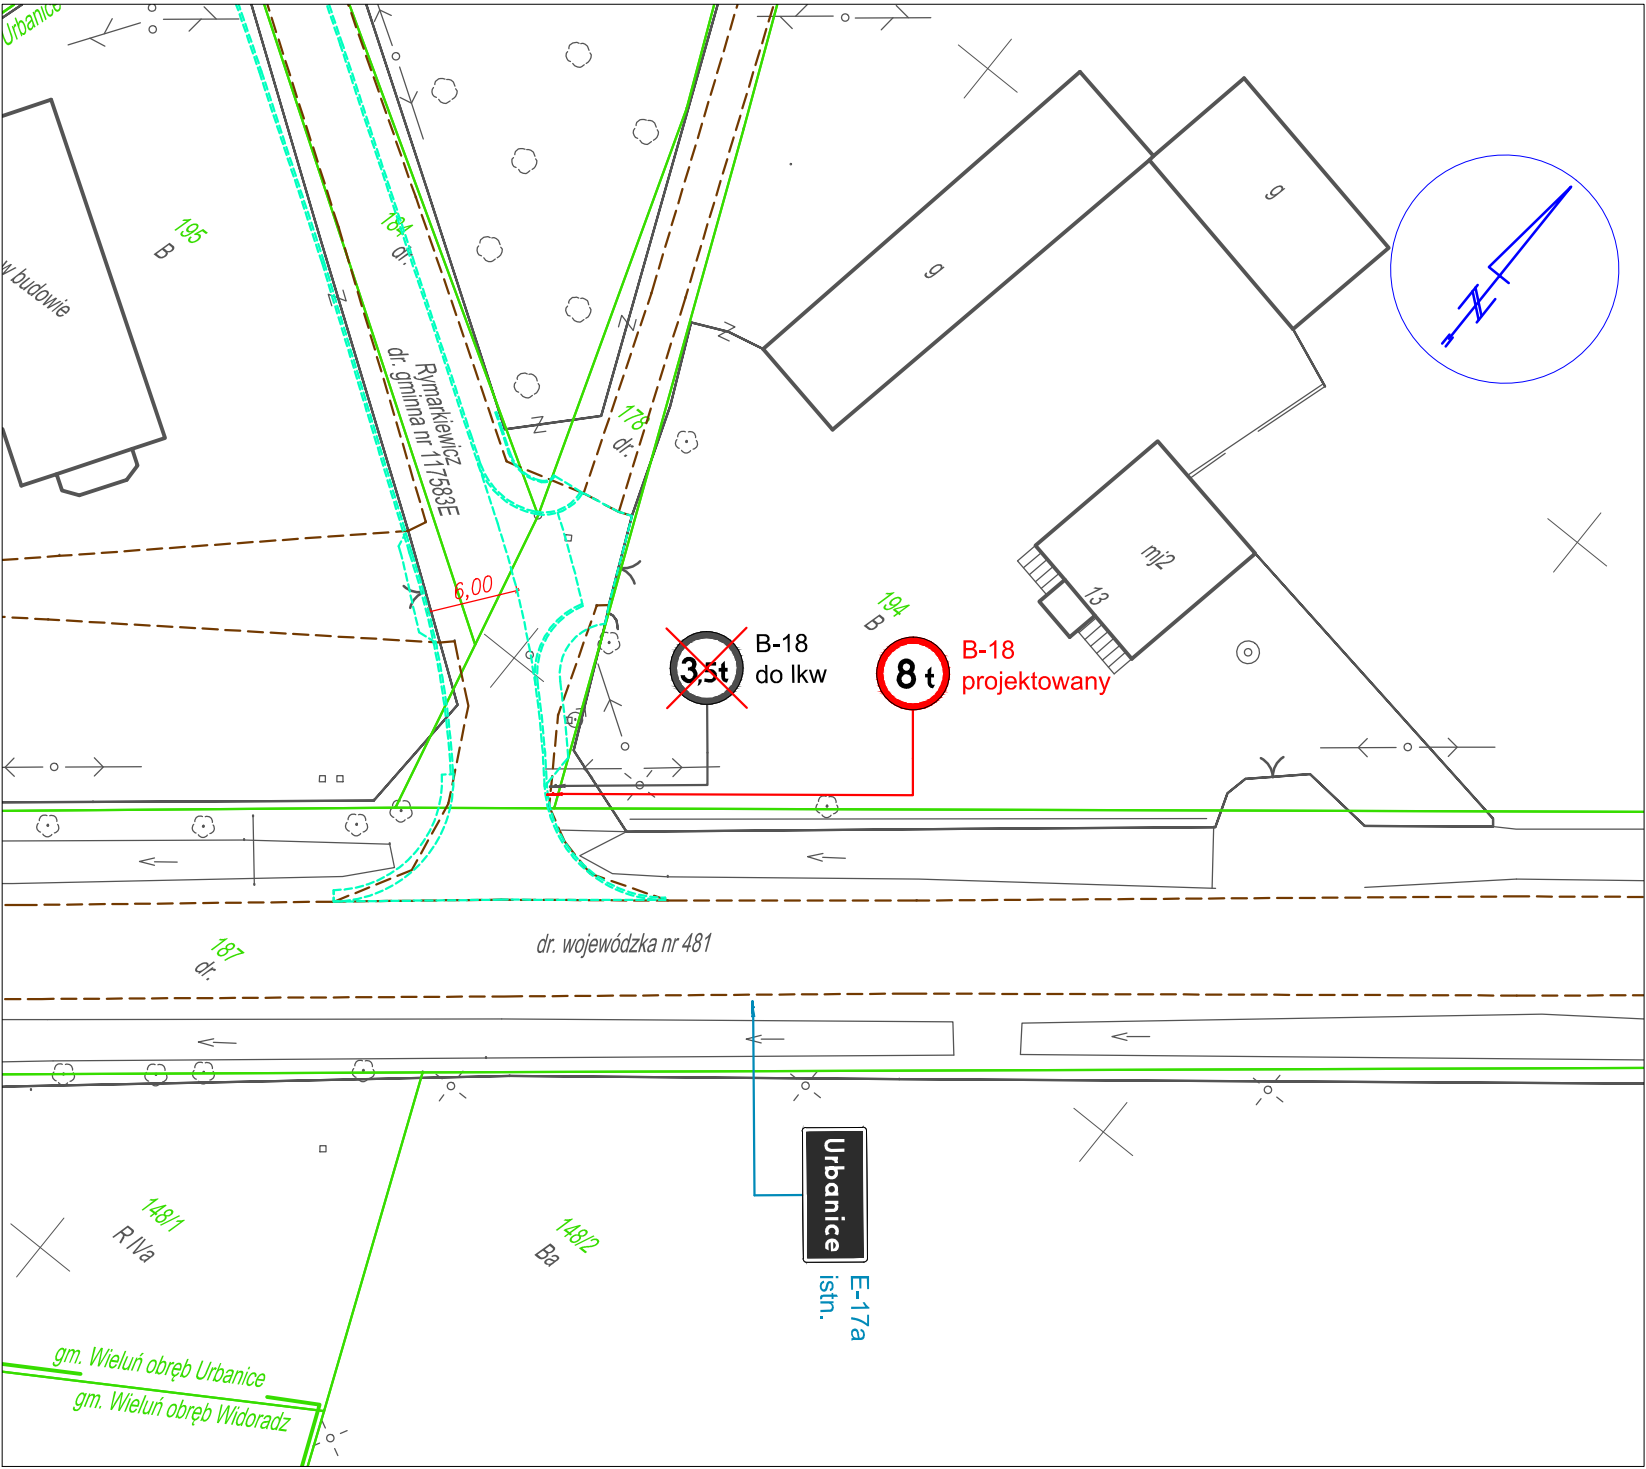 Urbanice
195
B
w budowie
184
dr.
Rymarkiewicz
dr. gminna nr 117583E
178
dr.
g
g
N
mj2
13
194
B
6,00
3,5t
B-18
do lkw
8 t
B-18
projektowany
dr. wojewódzka nr 481
187
dr.
Urbanice
E-17a
istn.
148/1
RIVa
148/2
Ba
gm. Wieluń obręb Urbanice
gm. Wieluń obręb Widoradz